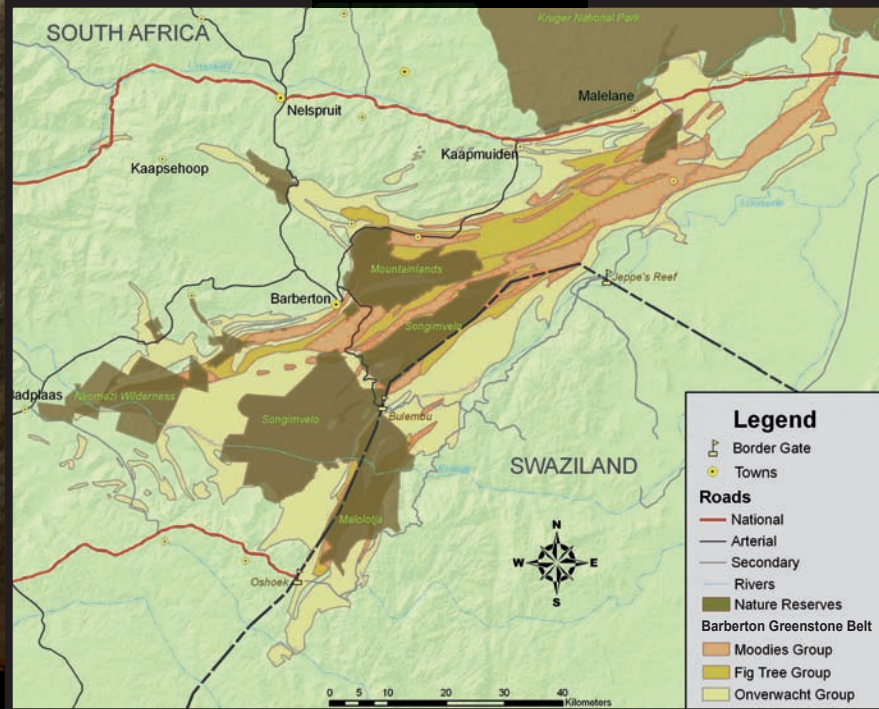 Kruger National Park
SOUTH AFRICA
Malelane
Nelspruit
Kaapmuiden
Kaapsehoop
Mountainlands
Jeppe's Reef
Barberton
Songimvelo
Badplaas
Nkomazi Wilderness
Songimvelo
Bulembu
SWAZILAND
Malolotja
Oshoek
N
W E
S
0 5 10 20 30 40
Kilometers
Legend
Border Gate
Towns
Roads
National
Arterial
Secondary
Rivers
Nature Reserves
Barberton Greenstone Belt
Moodies Group
Fig Tree Group
Onverwacht Group